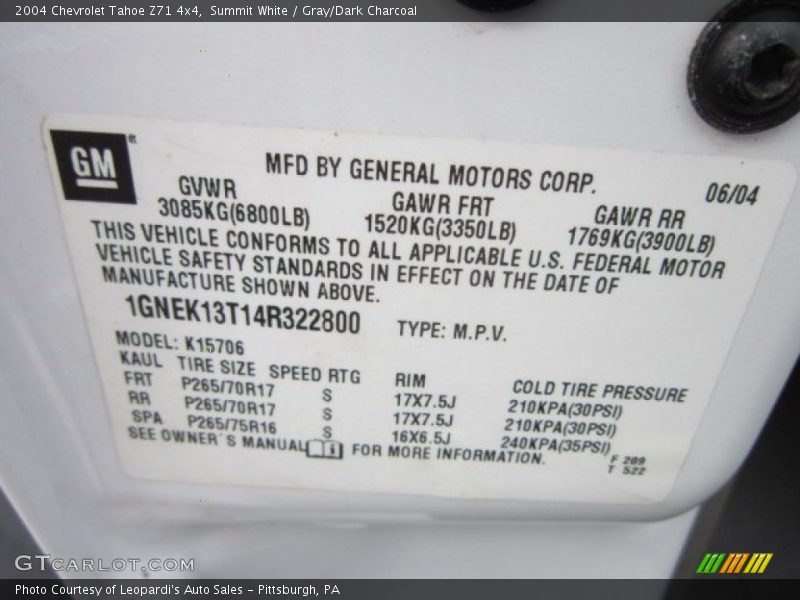 2004 Chevrolet Tahoe Z71 4x4, Summit White / Gray/Dark Charcoal
GM®
MFD BY GENERAL MOTORS CORP.
06/04
GVWR GAWR FRT GAWR RR
3085KG(6800LB) 1520KG(3350LB) 1769KG(3900LB)
THIS VEHICLE CONFORMS TO ALL APPLICABLE U.S. FEDERAL MOTOR
VEHICLE SAFETY STANDARDS IN EFFECT ON THE DATE OF
MANUFACTURE SHOWN ABOVE.
1GNEK13T14R322800 TYPE: M.P.V.
MODEL: K15706
KAUL TIRE SIZE SPEED RTG RIM COLD TIRE PRESSURE
FRT P265/70R17 S 17X7.5J 210KPA(30PSI)
RR P265/70R17 S 17X7.5J 210KPA(30PSI)
SPA P265/75R16 S 16X6.5J 240KPA(35PSI)
SEE OWNER'S MANUAL FOR MORE INFORMATION.
F 209
T 522
GTCARLOT.COM
Photo Courtesy of Leopardi's Auto Sales - Pittsburgh, PA